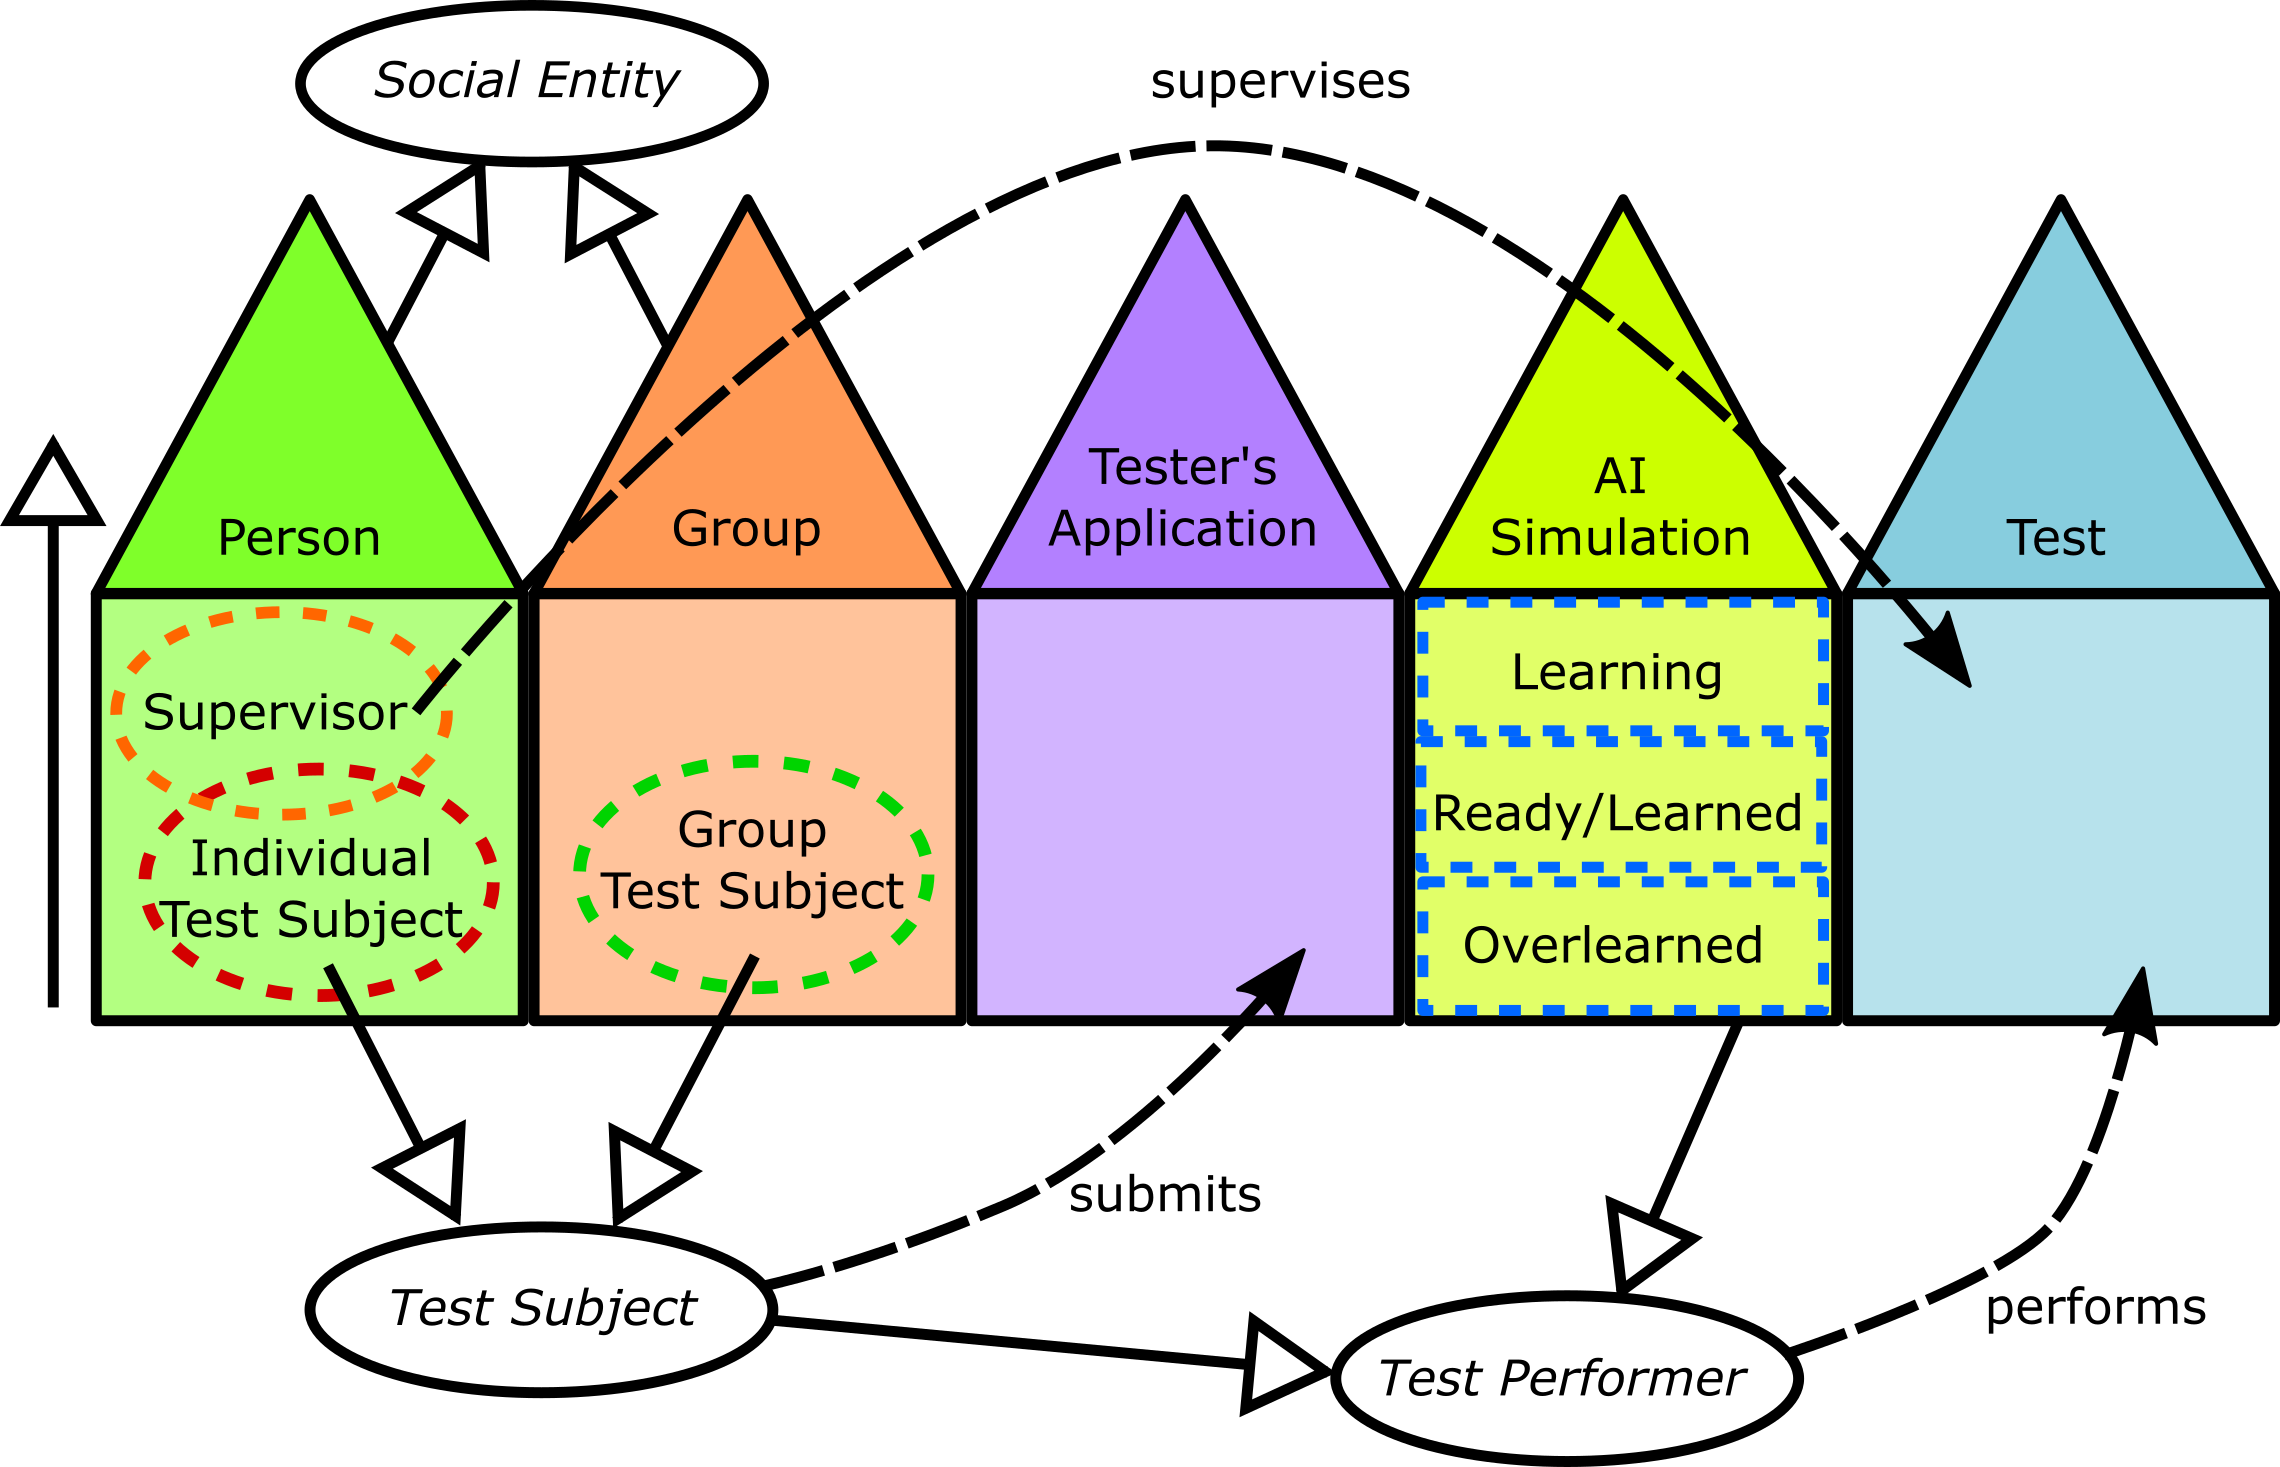 Social Entity
supervises
Person
Group
Tester's
Application
AI
Simulation
Test
Supervisor
Individual
Test Subject
Group
Test Subject
Learning
Ready/Learned
Overlearned
submits
performs
Test Subject
Test Performer